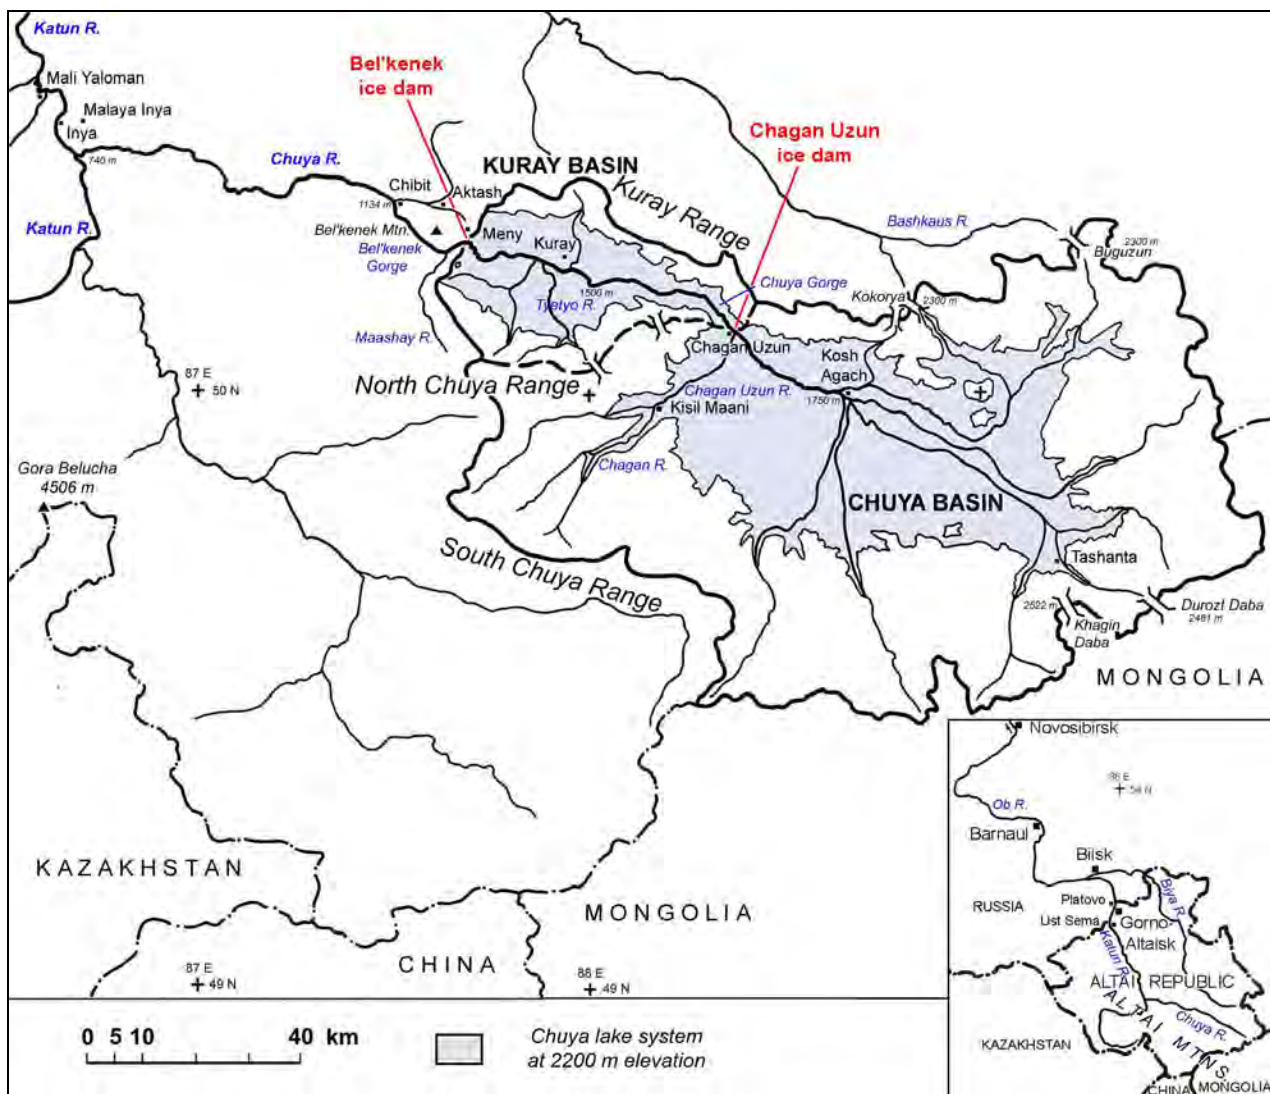 Katun R.
Mali Yaloman
Malaya Inya
Inya
740 m
Katun R.
Chuya R.
Bel'kenek
ice dam
Chibit
Aktash
1134 m
Bel'kenek Mtn.
Bel'kenek
Gorge
Meny
KURAY BASIN
Kuray
Kuray Range
1500 m
Tyetyo R.
Maashay R.
Chagan Uzun
ice dam
Chuya Gorge
Bashkaus R.
2300 m
Buguzun
Kokorya
2300 m
Chagan Uzun
Kosh
Agach
1750 m
87 E
50 N
North Chuya Range
Chagan Uzun R.
Kisil Maani
Chagan R.
Gora Belucha
4506 m
CHUYA BASIN
South Chuya Range
Tashanta
2522 m
Khagin
Daba
Durozl Daba
2481 m
MONGOLIA
KAZAKHSTAN
CHINA
MONGOLIA
87 E
49 N
88 E
49 N
0 5 10 40 km
Chuya lake system
at 2200 m elevation
Novosibirsk
54 N
Ob R.
Barnaul
Biisk
Biya R.
RUSSIA
Platovo
Ust Sema
Gorno-
Altaisk
Katun R.
ALTAI REPUBLIC
ALTAI MTNS
Chuya R.
KAZAKHSTAN
CHINA
MONGOLIA